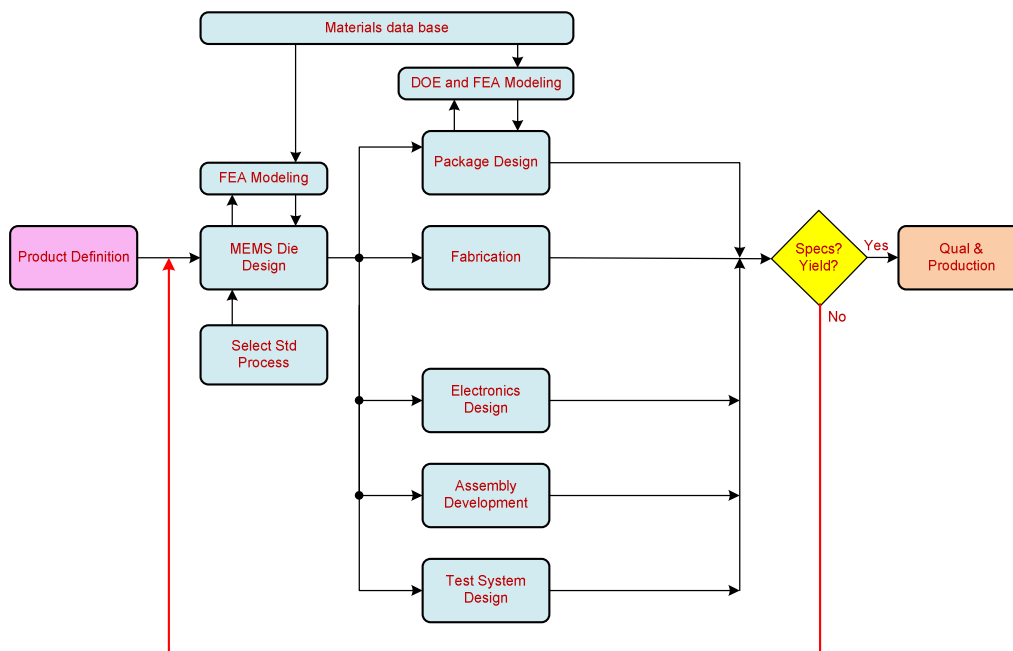 Materials data base
DOE and FEA Modeling
Package Design
FEA Modeling
Product Definition
MEMS Die
Design
Fabrication
Specs?
Yield?
Yes
Qual &
Production
No
Select Std
Process
Electronics
Design
Assembly
Development
Test System
Design